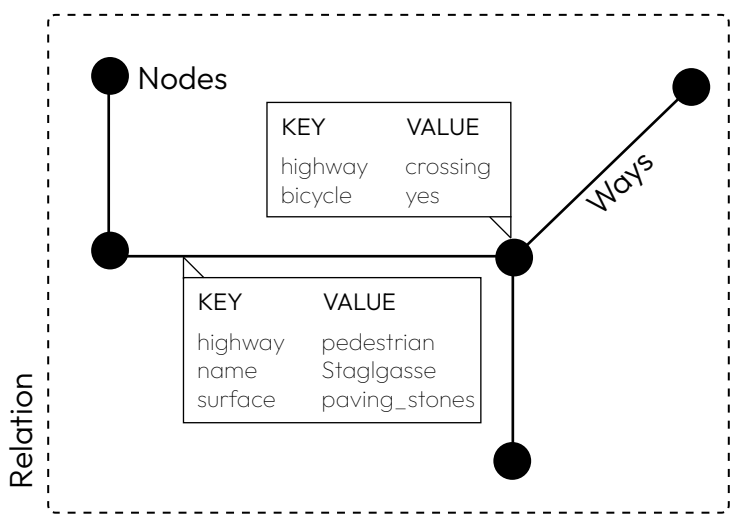 Nodes
KEY VALUE
highway crossing
bicycle yes
Ways
KEY VALUE
highway pedestrian
name Staglgasse
surface paving_stones
Relation